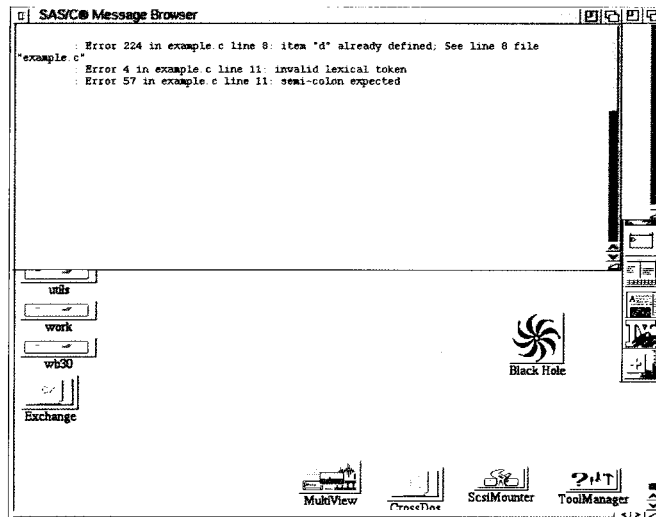 SAS/C® Message Browser
: Error 224 in example.c line 8: item "d" already defined; See line 8 file
"example.c"
: Error 4 in example.c line 11: invalid lexical token
: Error 57 in example.c line 11: semi-colon expected
utils
work
wb30
Black Hole
Exchange
MultiView
CrossDos
ScsiMounter
ToolManager